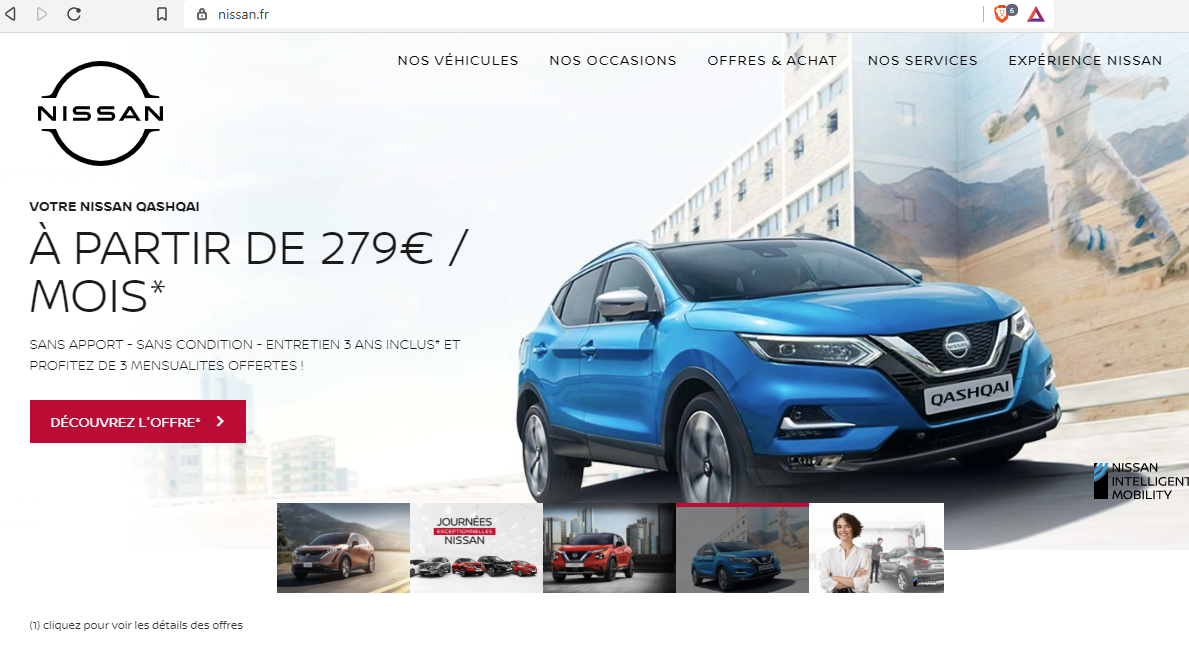 nissan.fr
6
NOS VÉHICULES
NOS OCCASIONS
OFFRES & ACHAT
NOS SERVICES
EXPÉRIENCE NISSAN
NISSAN
VOTRE NISSAN QASHQAI
À PARTIR DE 279€ /
MOIS*
SANS APPORT - SANS CONDITION - ENTRETIEN 3 ANS INCLUS* ET
PROFITEZ DE 3 MENSUALITES OFFERTES !
DÉCOUVREZ L'OFFRE*
NISSAN
QASHQAI
NISSAN
INTELLIGENT
MOBILITY
JOURNÉES
EXCEPTIONNELLES
NISSAN
(1) cliquez pour voir les détails des offres